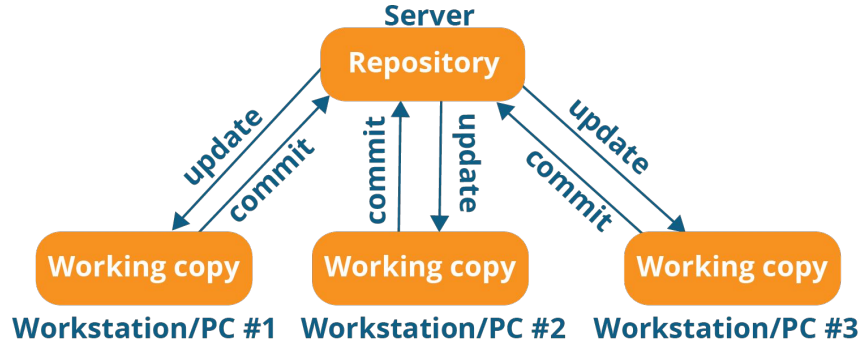 Server
Repository
update
commit
commit
update
update
commit
Working copy
Working copy
Working copy
Workstation/PC #1
Workstation/PC #2
Workstation/PC #3